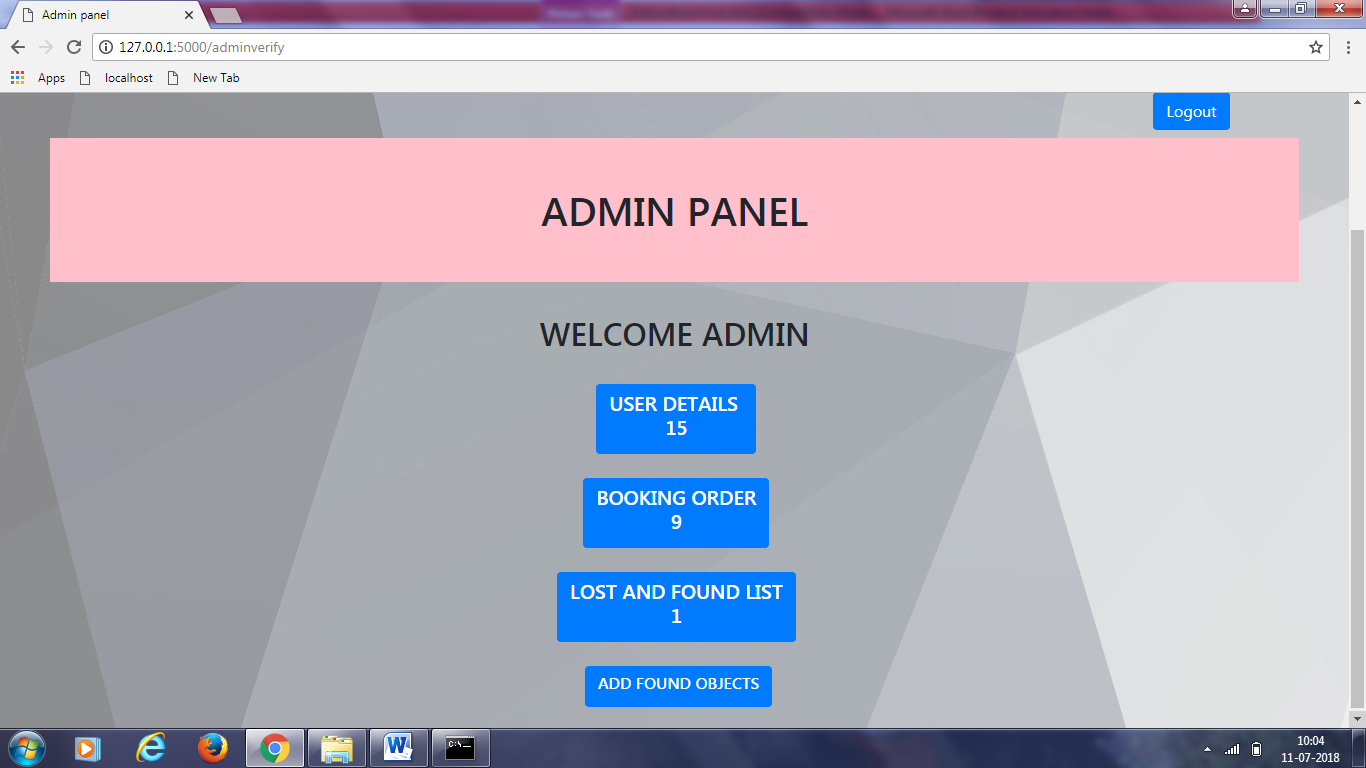 Admin panel
127.0.0.1:5000/adminverify
Apps localhost New Tab
Logout
ADMIN PANEL
WELCOME ADMIN
USER DETAILS
15
BOOKING ORDER
9
LOST AND FOUND LIST
1
ADD FOUND OBJECTS
10:04
11-07-2018